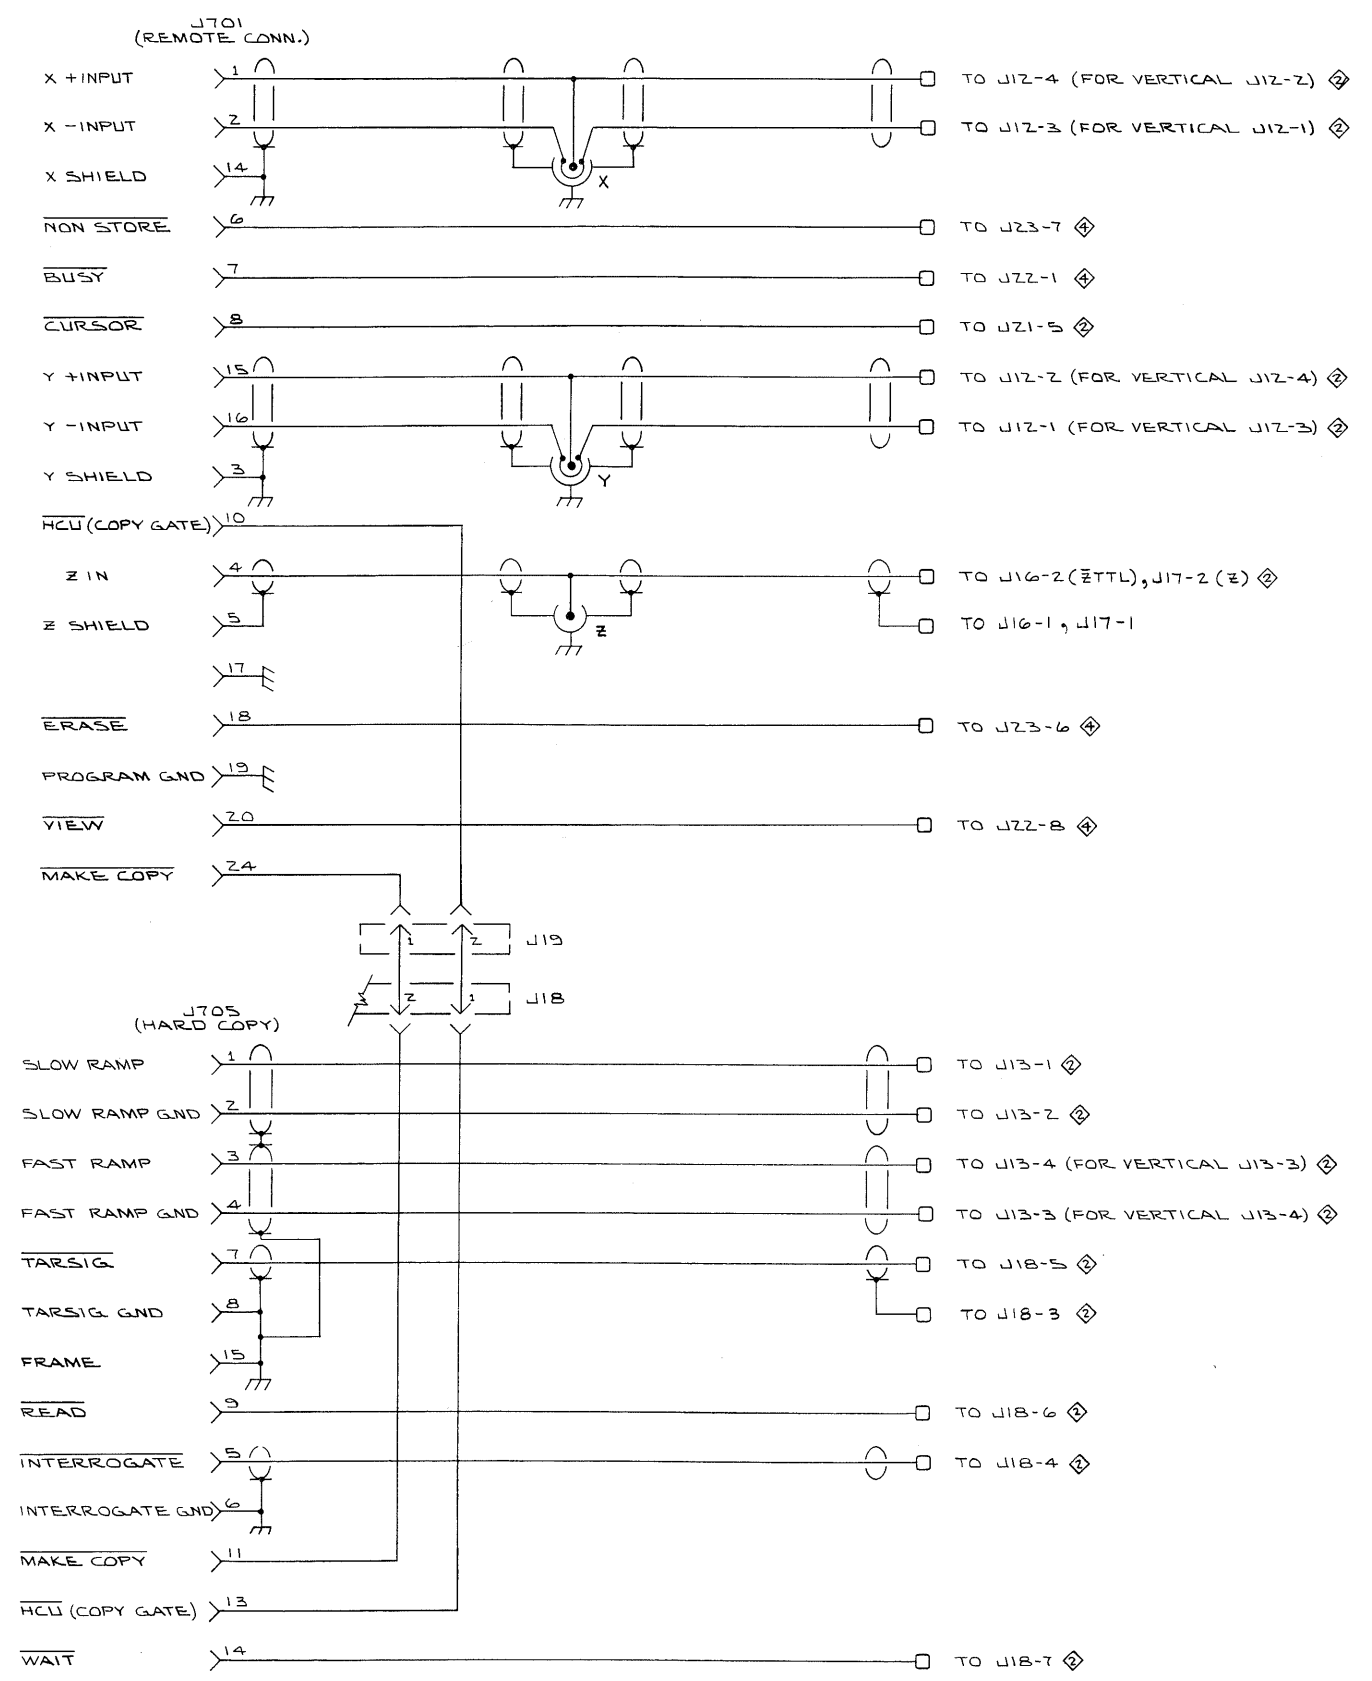 J701
(REMOTE CONN.)
X +INPUT 1 TO J12-4 (FOR VERTICAL J12-2) 2
X -INPUT 2 TO J12-3 (FOR VERTICAL J12-1) 2
X SHIELD 14 X
NON STORE 6 TO J23-7 4
BUSY 7 TO J22-1 4
CURSOR 8 TO J21-5 2
Y +INPUT 15 TO J12-2 (FOR VERTICAL J12-4) 2
Y -INPUT 16 TO J12-1 (FOR VERTICAL J12-3) 2
Y SHIELD 3 Y
HCU (COPY GATE) 10
Z IN 4 TO J16-2 (Z̅TTL), J17-2 (Z) 2
Z SHIELD 5 Z TO J16-1, J17-1
17
ERASE 18 TO J23-6 4
PROGRAM GND 19
VIEW 20 TO J22-8 4
MAKE COPY 24
1 2 J19
2 1 J18
J705
(HARD COPY)
SLOW RAMP 1 TO J13-1 2
SLOW RAMP GND 2 TO J13-2 2
FAST RAMP 3 TO J13-4 (FOR VERTICAL J13-3) 2
FAST RAMP GND 4 TO J13-3 (FOR VERTICAL J13-4) 2
TARSIG 7 TO J18-5 2
TARSIG GND 8 TO J18-3 2
FRAME 15
READ 9 TO J18-6 2
INTERROGATE 5 TO J18-4 2
INTERROGATE GND 6
MAKE COPY 11
HCU (COPY GATE) 13
WAIT 14 TO J18-7 2